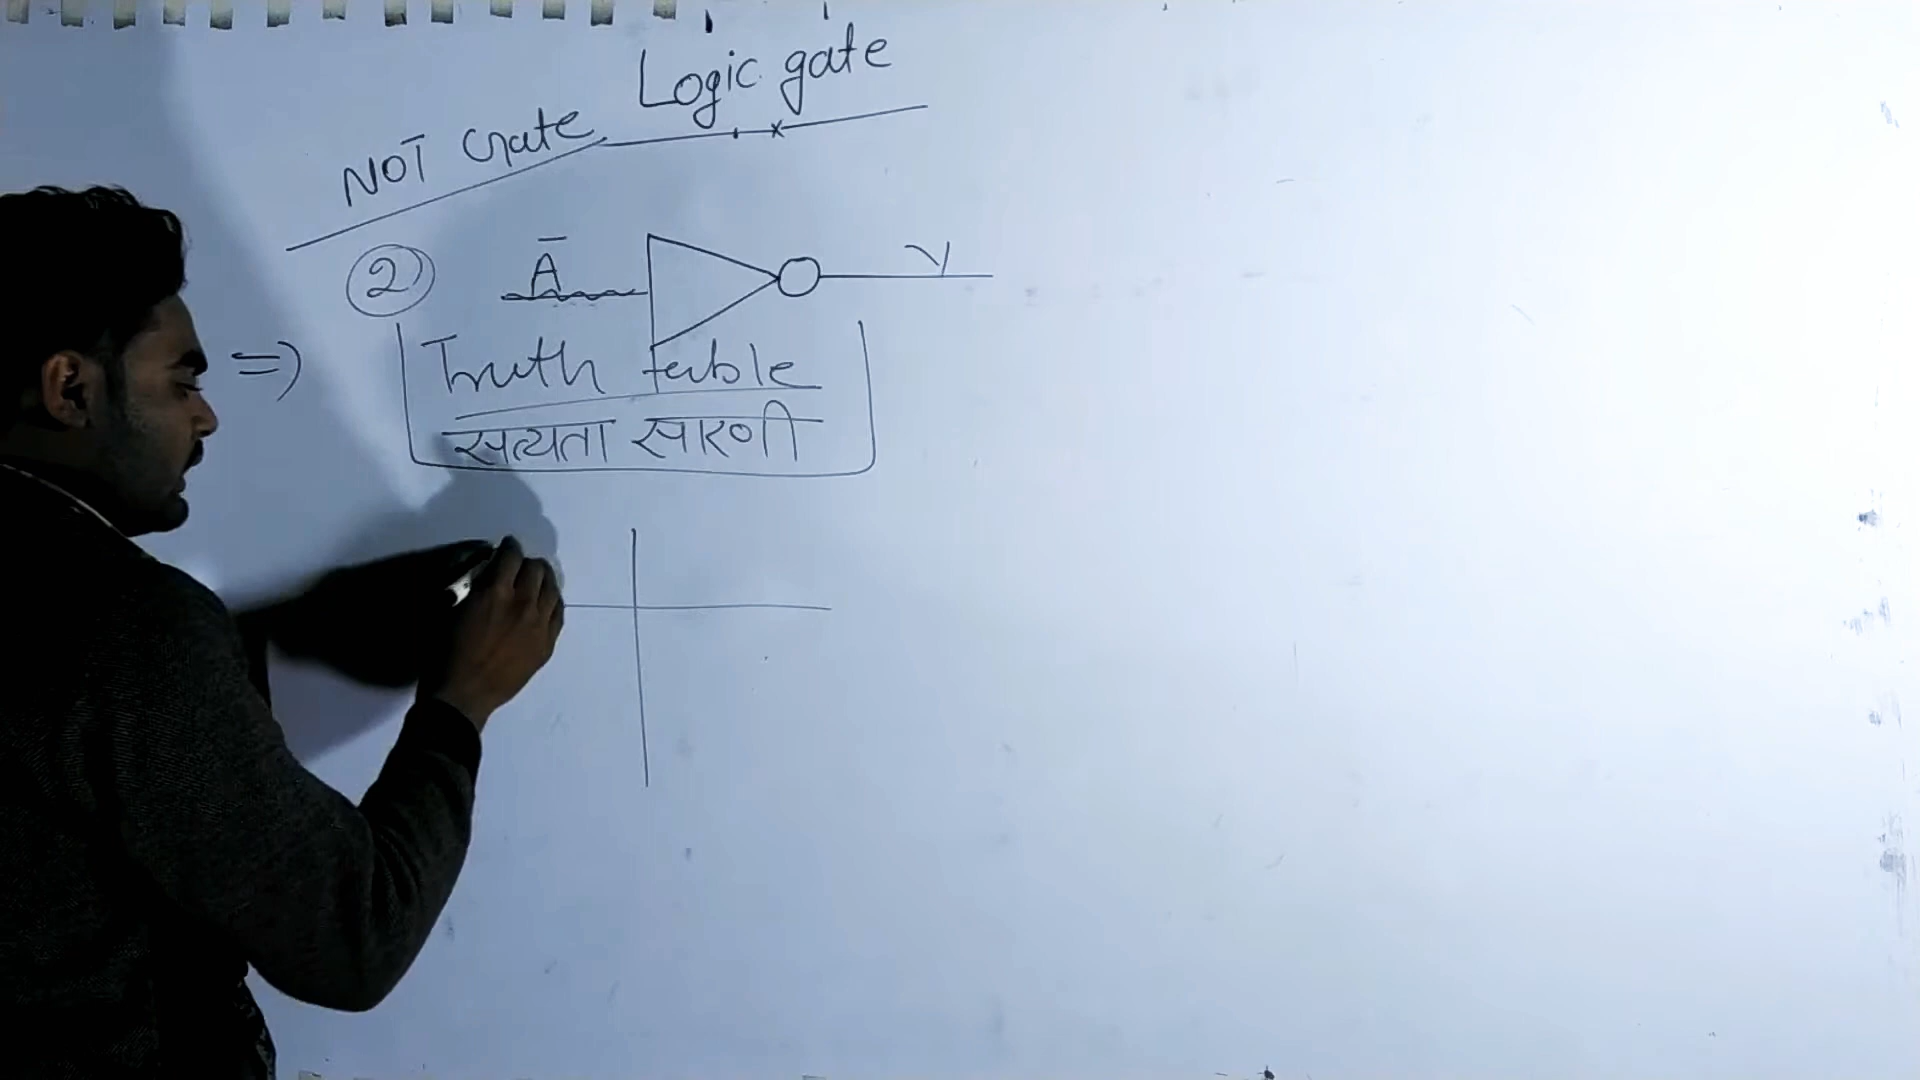 Logic gate
NOT Gate
2 Ā Y
=) Truth table
सत्यता सारणी